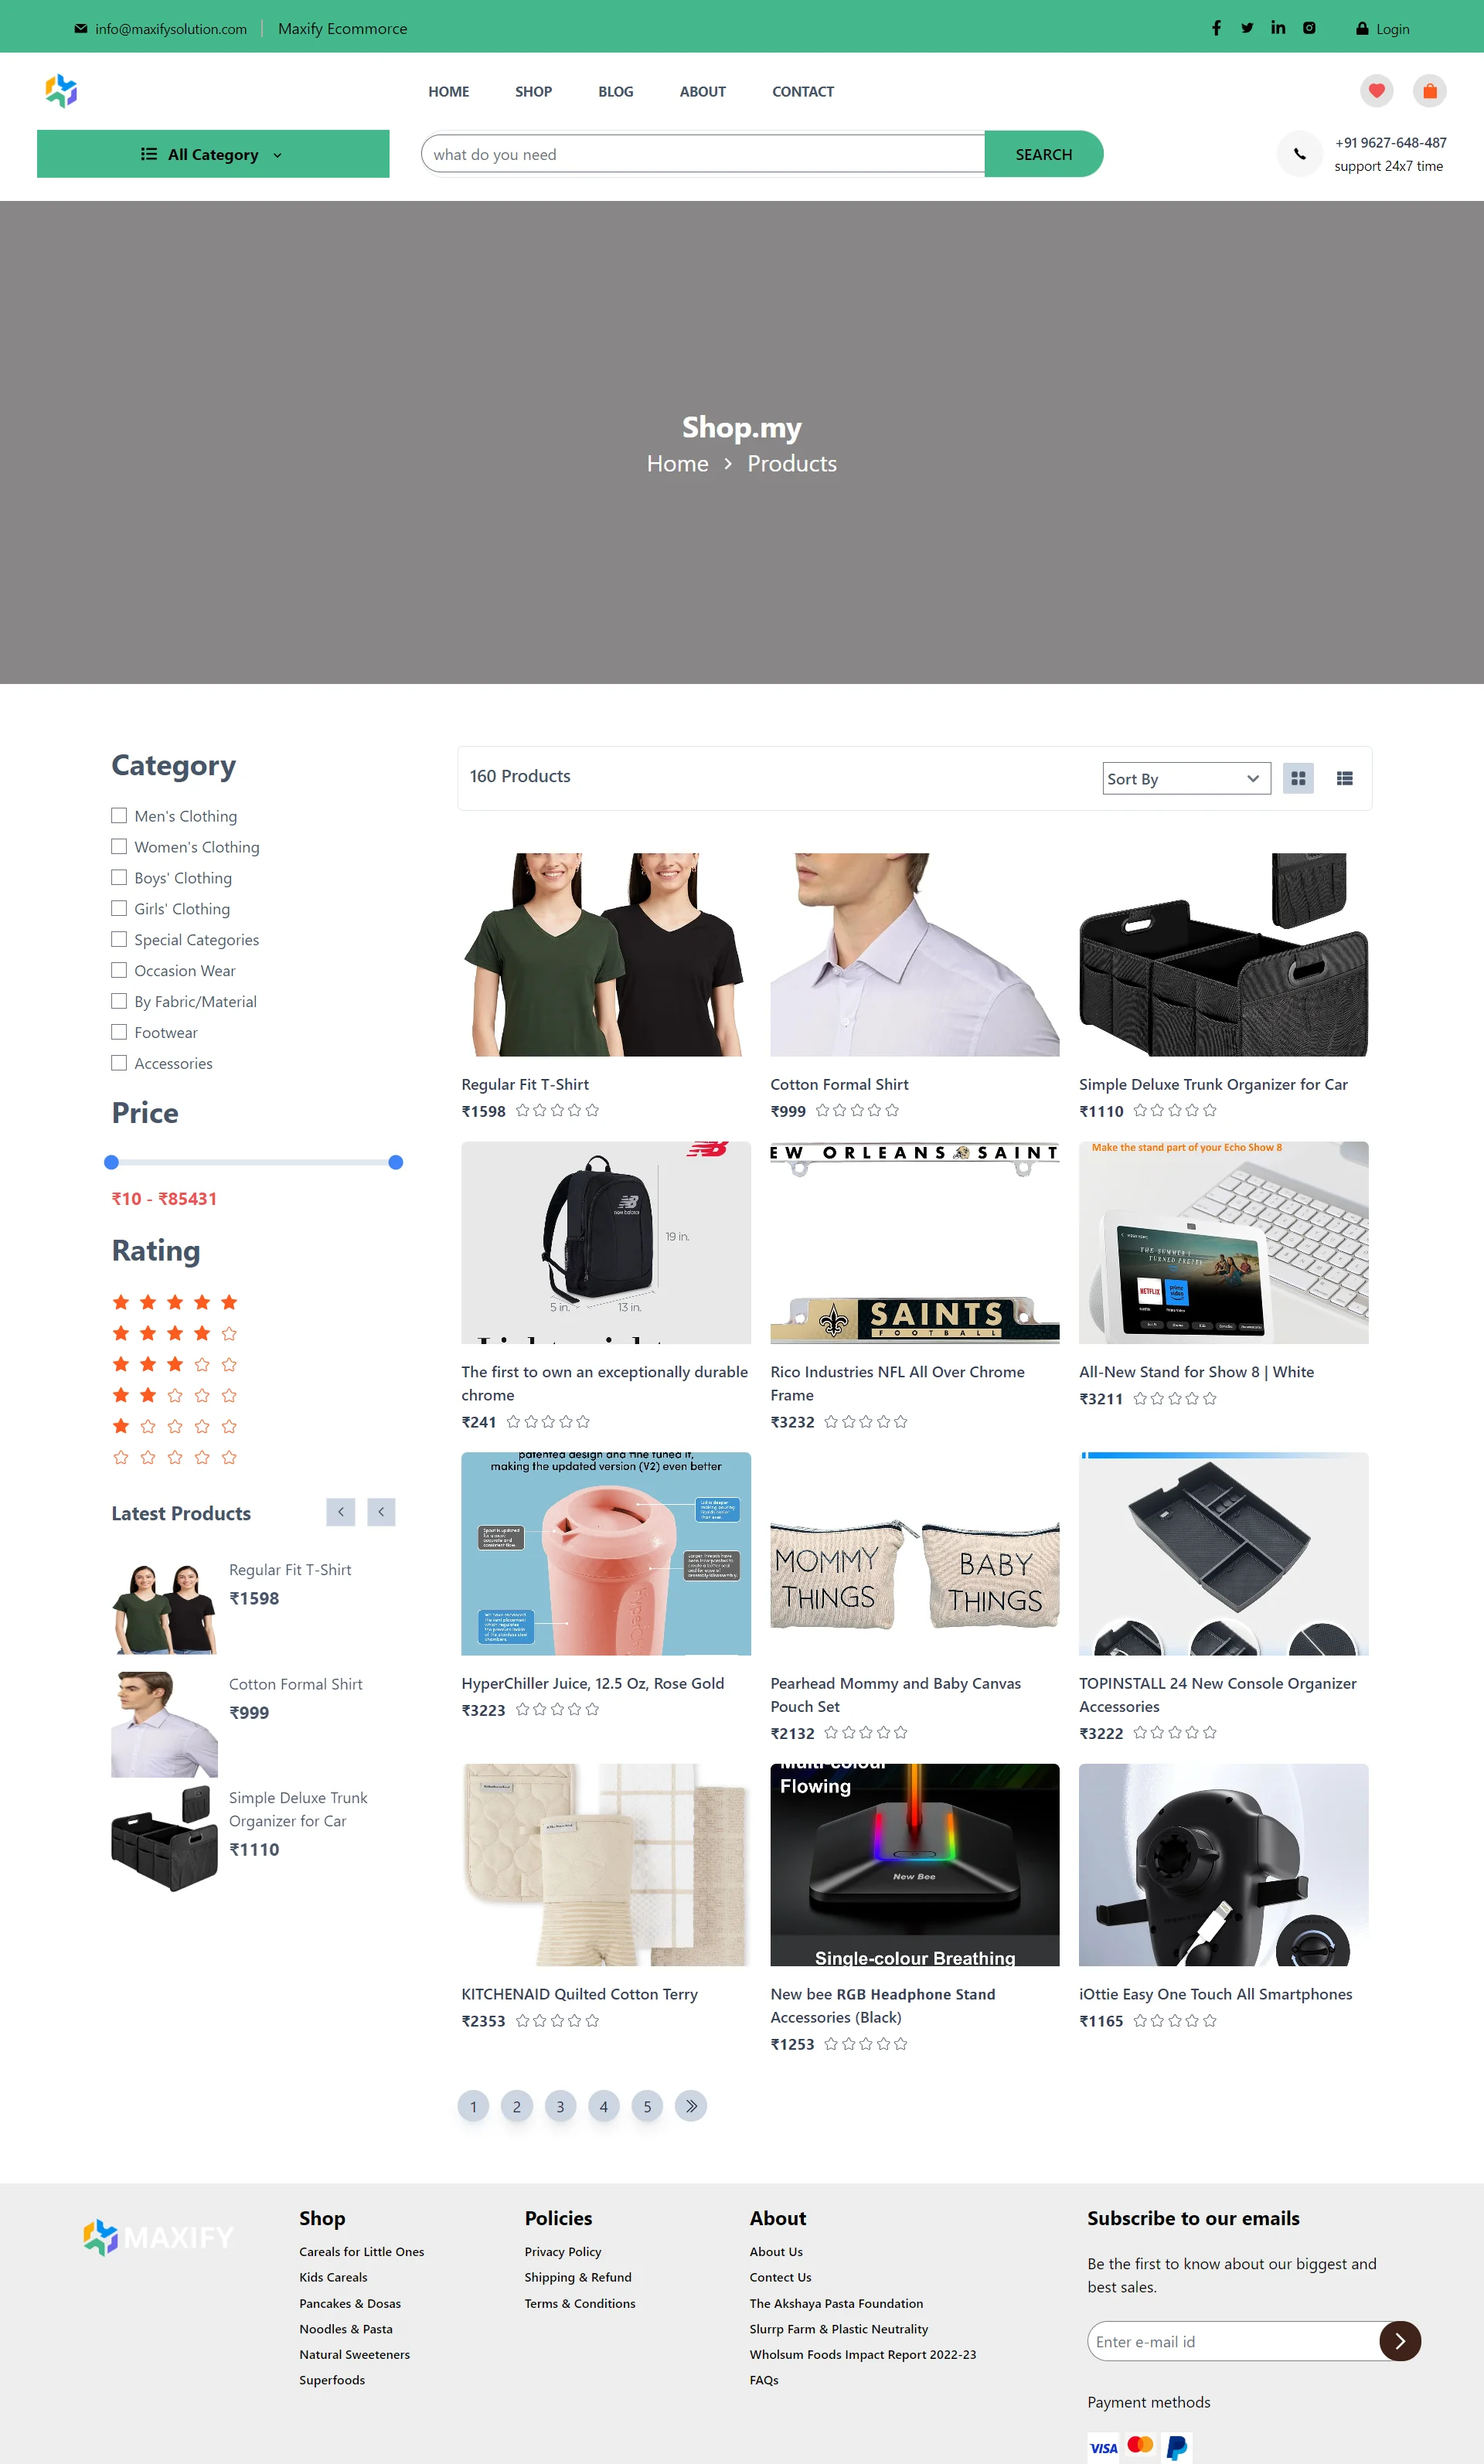 info@maxifysolution.com
Maxify Ecommorce
Login
HOME
SHOP
BLOG
ABOUT
CONTACT
All Category
what do you need
SEARCH
+91 9627-648-487
support 24x7 time
Shop.my
Home
Products
Category
Men's Clothing
Women's Clothing
Boys' Clothing
Girls' Clothing
Special Categories
Occasion Wear
By Fabric/Material
Footwear
Accessories
Price
₹10 - ₹85431
Rating
Latest Products
Regular Fit T-Shirt
₹1598
Cotton Formal Shirt
₹999
Simple Deluxe Trunk
Organizer for Car
₹1110
160 Products
Sort By
Regular Fit T-Shirt
₹1598
Cotton Formal Shirt
₹999
Simple Deluxe Trunk Organizer for Car
₹1110
new balance
19 in.
5 in.
13 in.
The first to own an exceptionally durable
chrome
₹241
EW ORLEANS SAINT
SAINTS
FOOTBALL
Rico Industries NFL All Over Chrome
Frame
₹3232
Make the stand part of your Echo Show 8
THE SUMMER I
TURNED PRETTY
NETFLIX
prime video
All-New Stand for Show 8 | White
₹3211
patented design and fine tuned it,
making the updated version (V2) even better
HyperChiller Juice, 12.5 Oz, Rose Gold
₹3223
MOMMY
THINGS
BABY
THINGS
Pearhead Mommy and Baby Canvas
Pouch Set
₹2132
TOPINSTALL 24 New Console Organizer
Accessories
₹3222
KITCHENAID Quilted Cotton Terry
₹2353
Multi-colour
Flowing
New Bee
Single-colour Breathing
New bee RGB Headphone Stand
Accessories (Black)
₹1253
iOttie Easy One Touch All Smartphones
₹1165
1
2
3
4
5
MAXIFY
Shop
Careals for Little Ones
Kids Careals
Pancakes & Dosas
Noodles & Pasta
Natural Sweeteners
Superfoods
Policies
Privacy Policy
Shipping & Refund
Terms & Conditions
About
About Us
Contect Us
The Akshaya Pasta Foundation
Slurrp Farm & Plastic Neutrality
Wholsum Foods Impact Report 2022-23
FAQs
Subscribe to our emails
Be the first to know about our biggest and
best sales.
Enter e-mail id
Payment methods
VISA